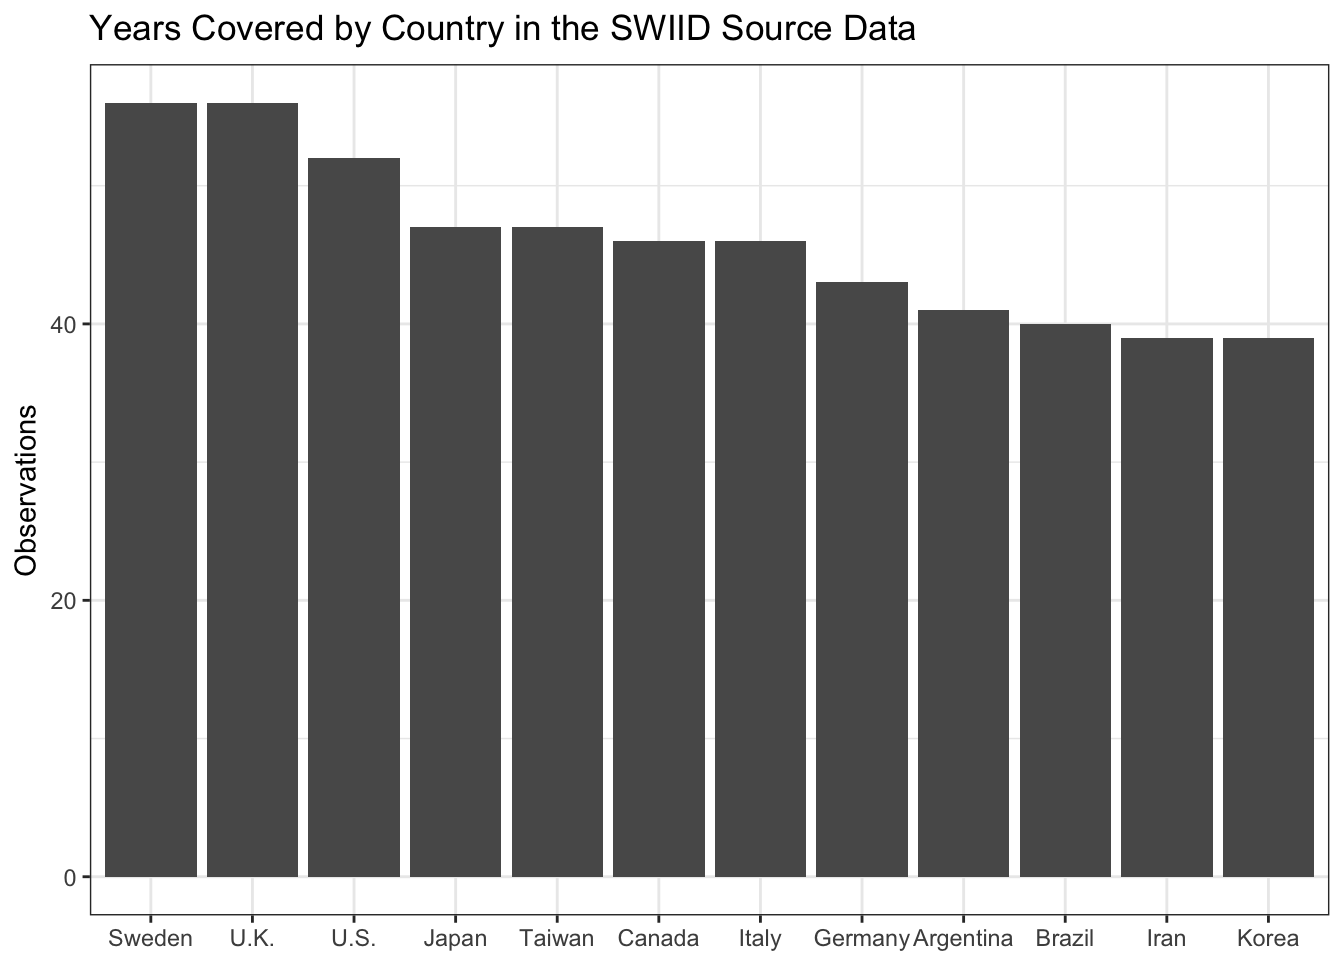 Years Covered by Country in the SWIID Source Data
Observations
40
20
0
Sweden U.K. U.S. Japan Taiwan Canada Italy Germany Argentina Brazil Iran Korea